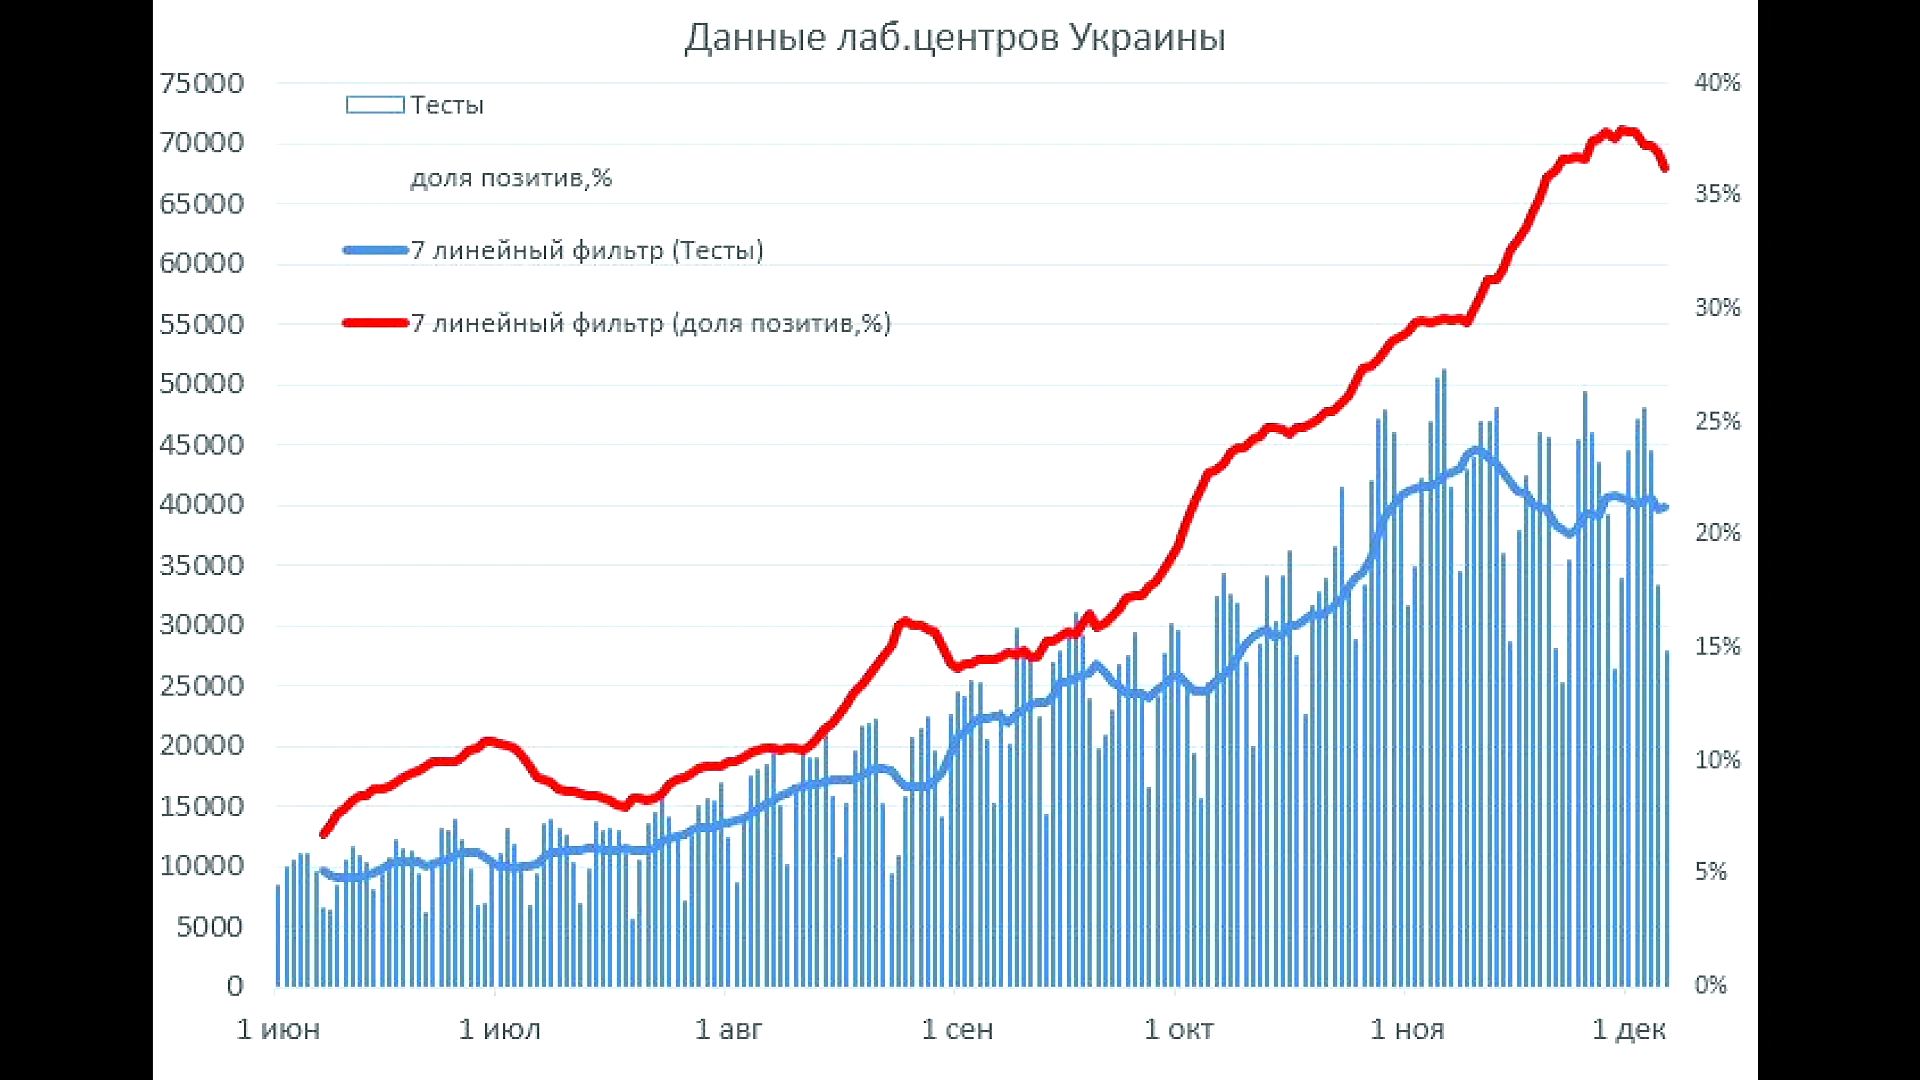 Данные лаб.центров Украины
75000
70000
65000
60000
55000
50000
45000
40000
35000
30000
25000
20000
15000
10000
5000
0
Тесты
доля позитив,%
7 линейный фильтр (Тесты)
7 линейный фильтр (доля позитив,%)
40%
35%
30%
25%
20%
15%
10%
5%
0%
1 июн
1 июл
1 авг
1 сен
1 окт
1 ноя
1 дек